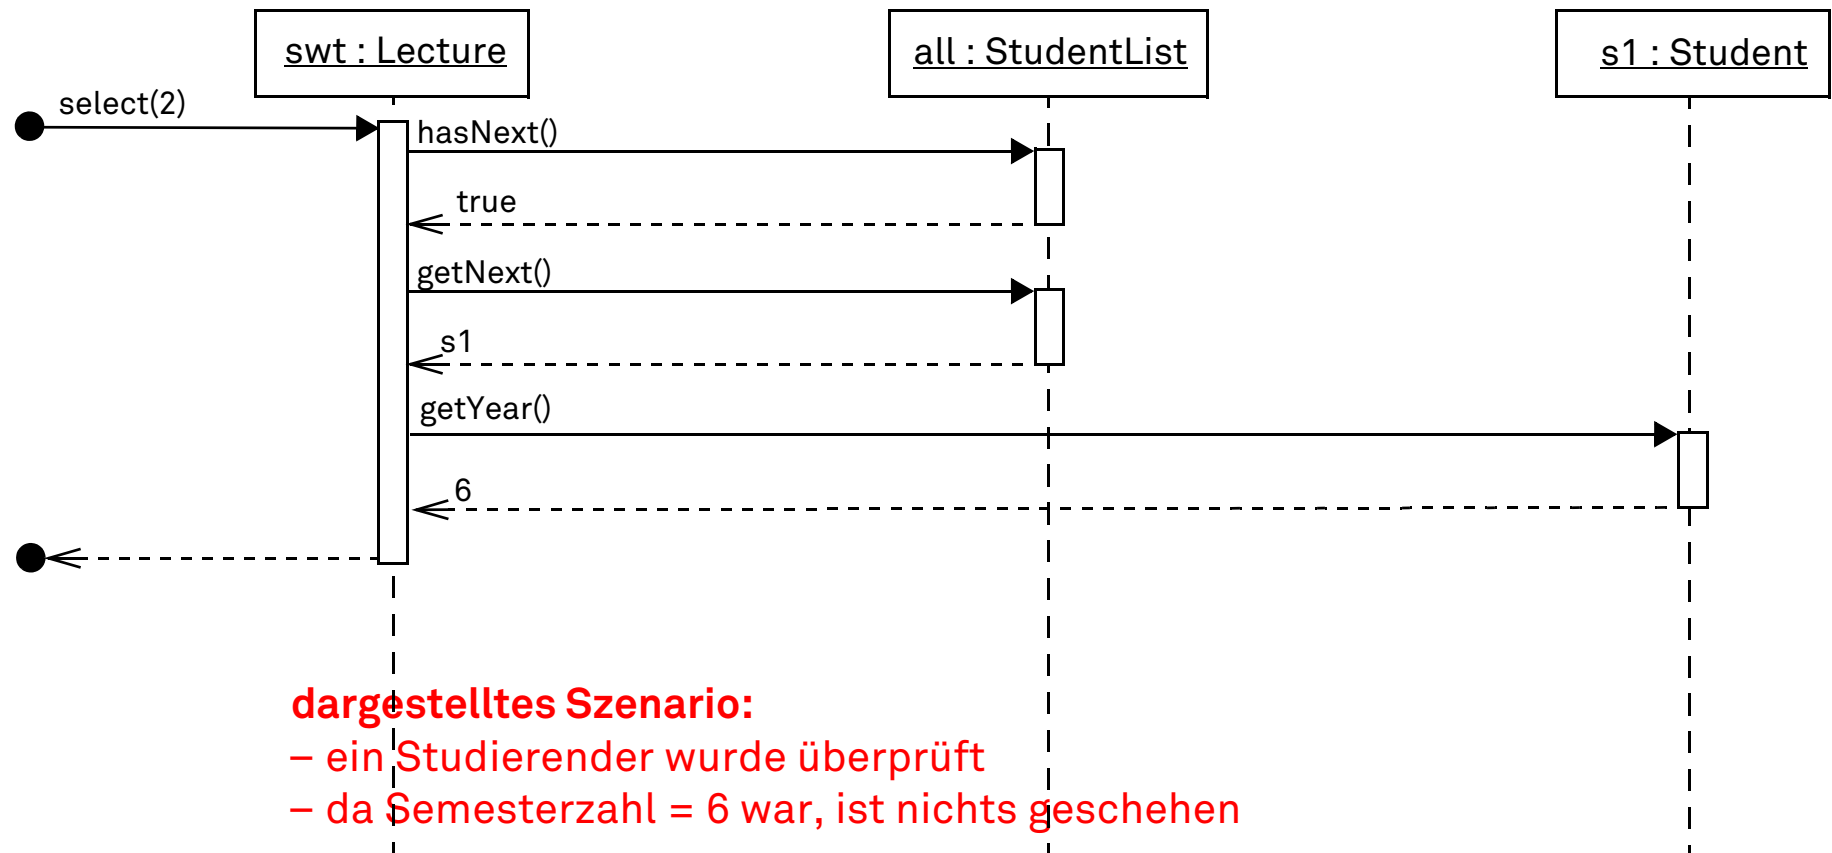 swt : Lecture
all : StudentList
s1 : Student
select(2)
hasNext()
true
getNext()
s1
getYear()
6
dargestelltes Szenario:
– ein Studierender wurde überprüft
– da Semesterzahl = 6 war, ist nichts geschehen